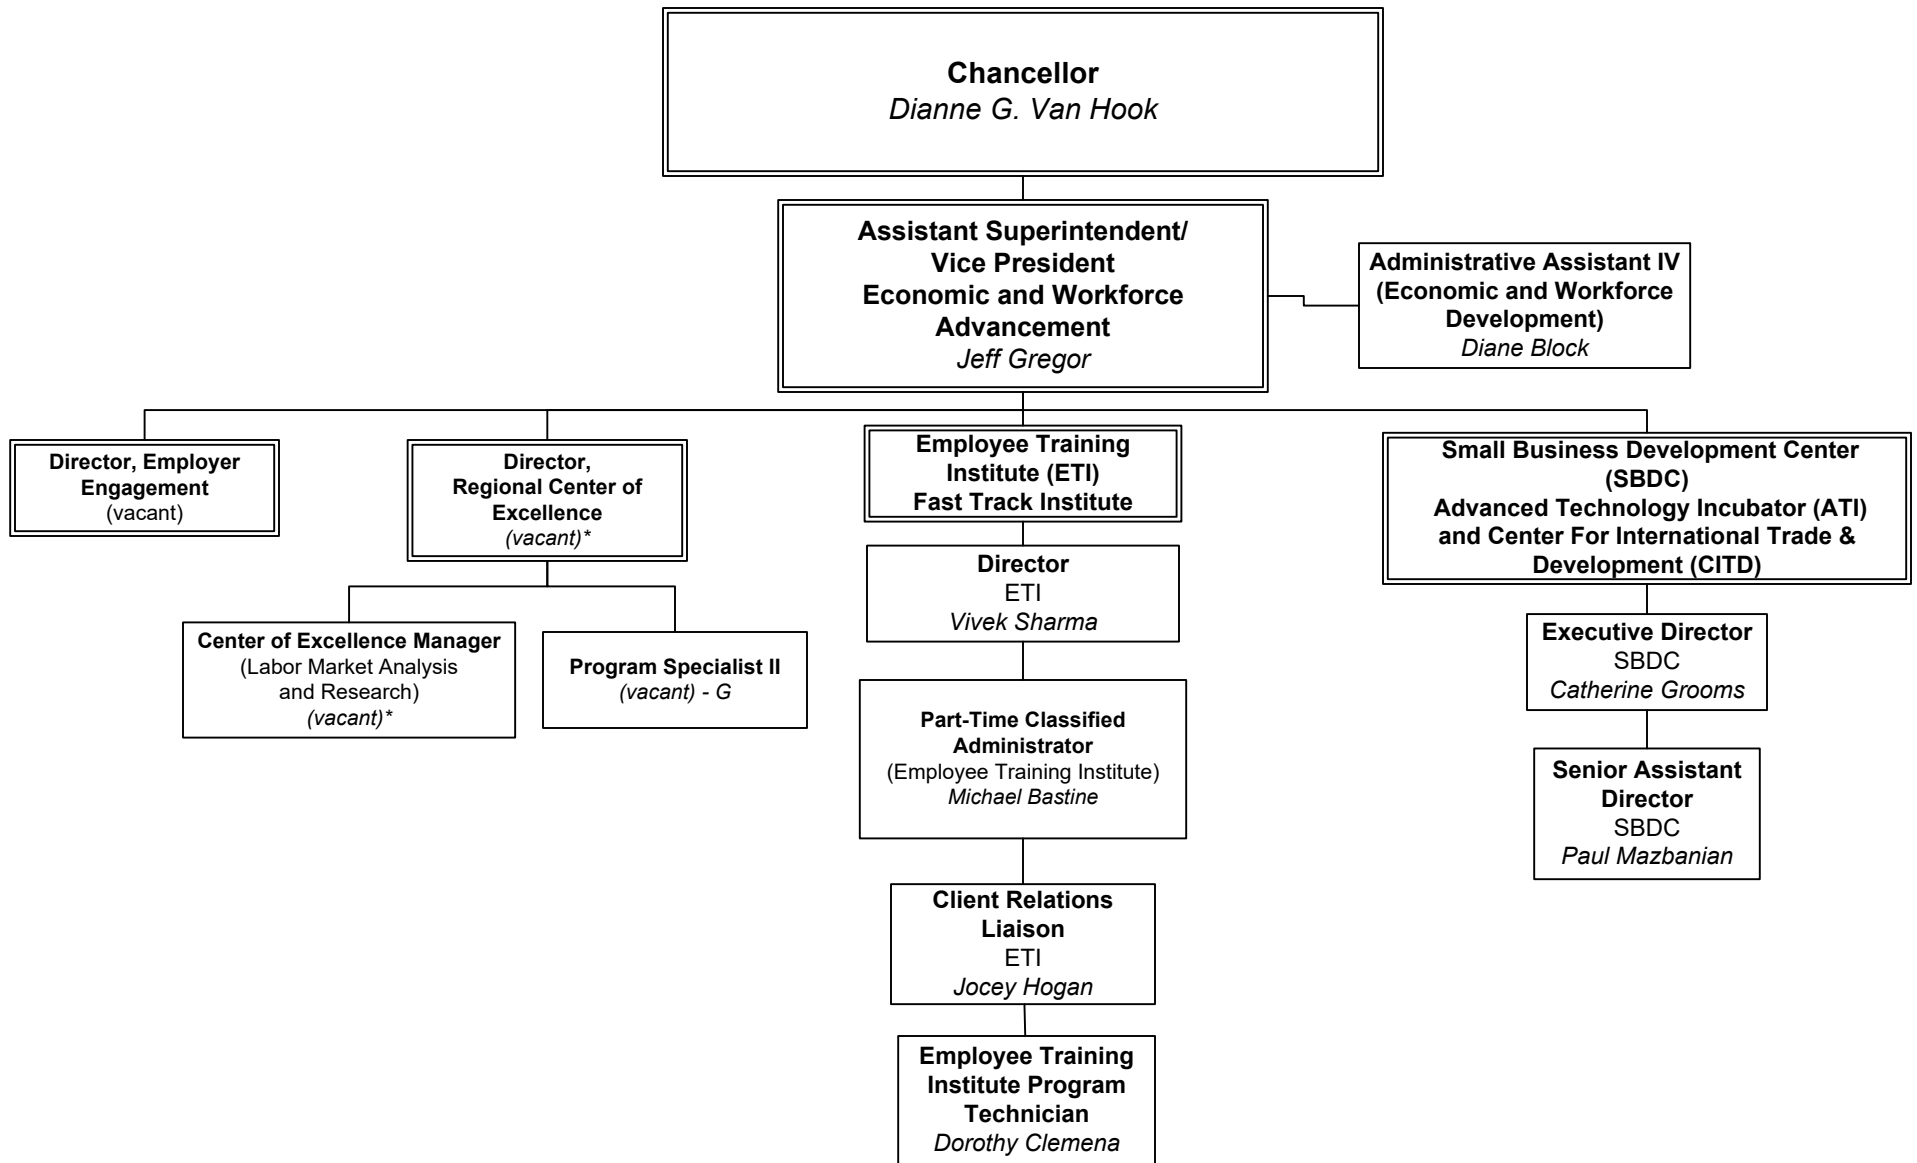 Chancellor
Dianne G. Van Hook
Assistant Superintendent/
Vice President
Economic and Workforce
Advancement
Jeff Gregor
Administrative Assistant IV
(Economic and Workforce
Development)
Diane Block
Director, Employer
Engagement
(vacant)
Director,
Regional Center of
Excellence
(vacant)*
Center of Excellence Manager
(Labor Market Analysis
and Research)
(vacant)*
Program Specialist II
(vacant) - G
Employee Training
Institute (ETI)
Fast Track Institute
Director
ETI
Vivek Sharma
Part-Time Classified
Administrator
(Employee Training Institute)
Michael Bastine
Client Relations
Liaison
ETI
Jocey Hogan
Employee Training
Institute Program
Technician
Dorothy Clemena
Small Business Development Center
(SBDC)
Advanced Technology Incubator (ATI)
and Center For International Trade &
Development (CITD)
Executive Director
SBDC
Catherine Grooms
Senior Assistant
Director
SBDC
Paul Mazbanian